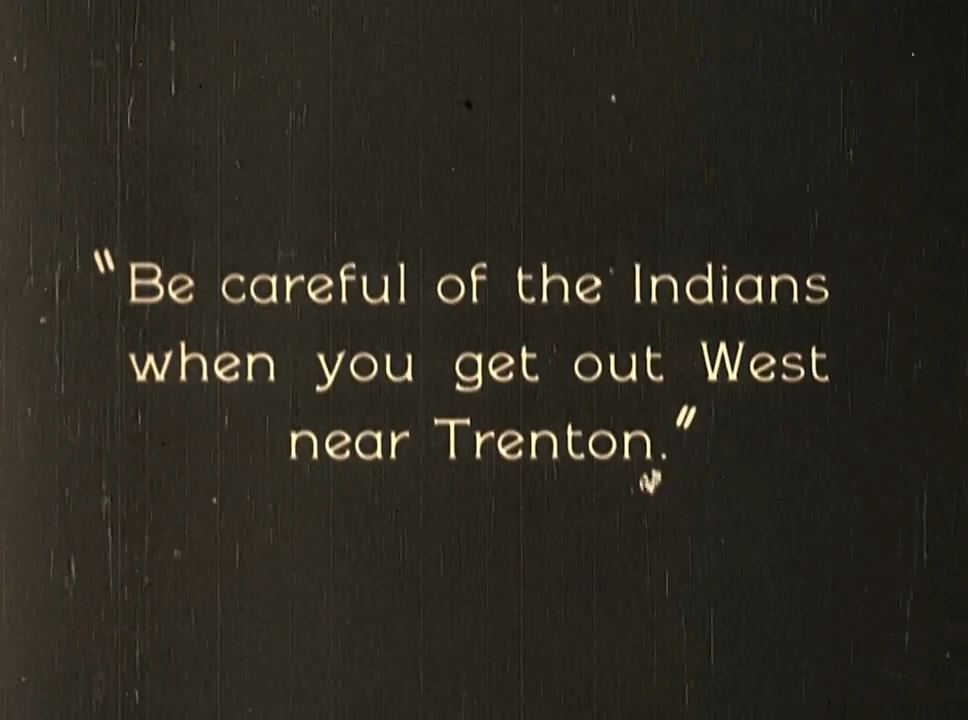 "Be careful of the Indians
when you get out West
near Trenton."